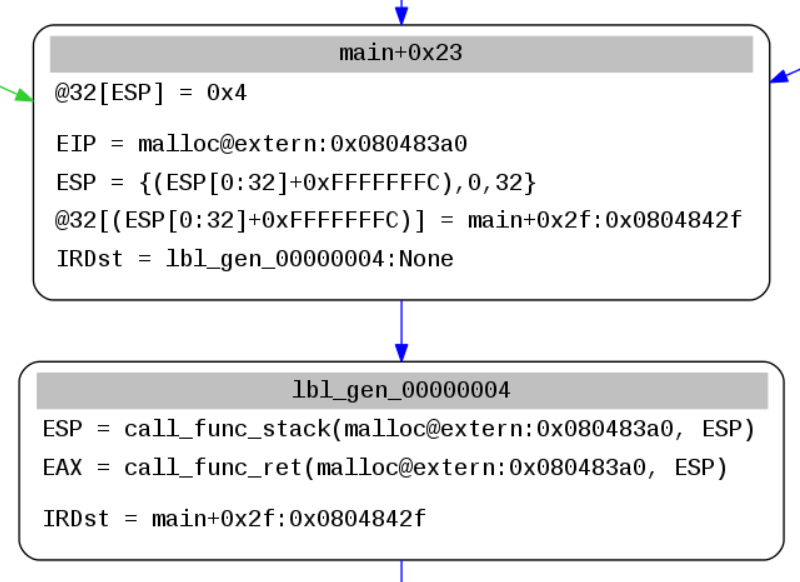 main+0x23
@32[ESP] = 0x4
EIP = malloc@extern:0x080483a0
ESP = {(ESP[0:32]+0xFFFFFFFC),0,32}
@32[(ESP[0:32]+0xFFFFFFFC)] = main+0x2f:0x0804842f
IRDst = lbl_gen_00000004:None
lbl_gen_00000004
ESP = call_func_stack(malloc@extern:0x080483a0, ESP)
EAX = call_func_ret(malloc@extern:0x080483a0, ESP)
IRDst = main+0x2f:0x0804842f